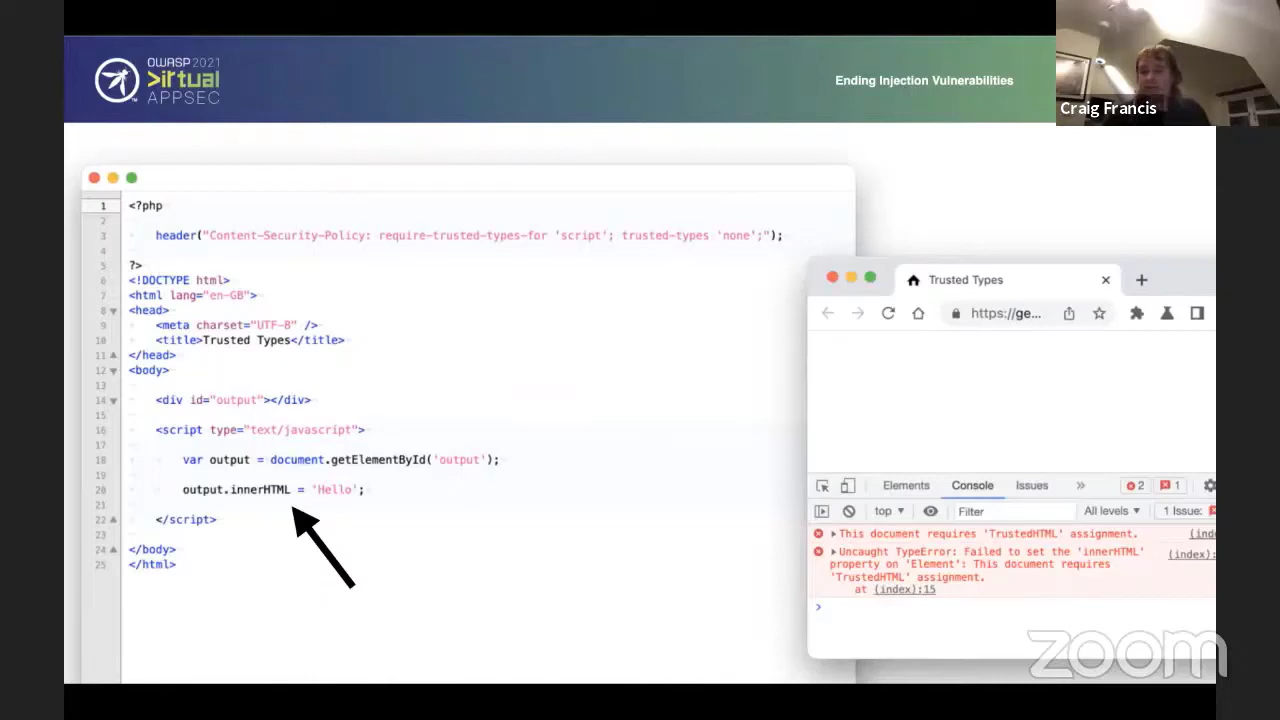 OWASP 2021
>irtual
APPSEC
Ending Injection Vulnerabilities
Craig Francis
1 <?php
2
3 header("Content-Security-Policy: require-trusted-types-for 'script'; trusted-types 'none';");
4
5 ?>
6 <!DOCTYPE html>
7 <html lang="en-GB">
8 <head>
9 <meta charset="UTF-8" />
10 <title>Trusted Types</title>
11 </head>
12 <body>
13
14 <div id="output"></div>
15
16 <script type="text/javascript">
17
18 var output = document.getElementById('output');
19
20 output.innerHTML = 'Hello';
21
22 </script>
23
24 </body>
25 </html>
Trusted Types
https://ge...
Elements Console Issues » 2 1
top Filter All levels 1 Issue:
This document requires 'TrustedHTML' assignment. (ind
Uncaught TypeError: Failed to set the 'innerHTML' (index):
property on 'Element': This document requires
'TrustedHTML' assignment.
at (index):15
>
zoom